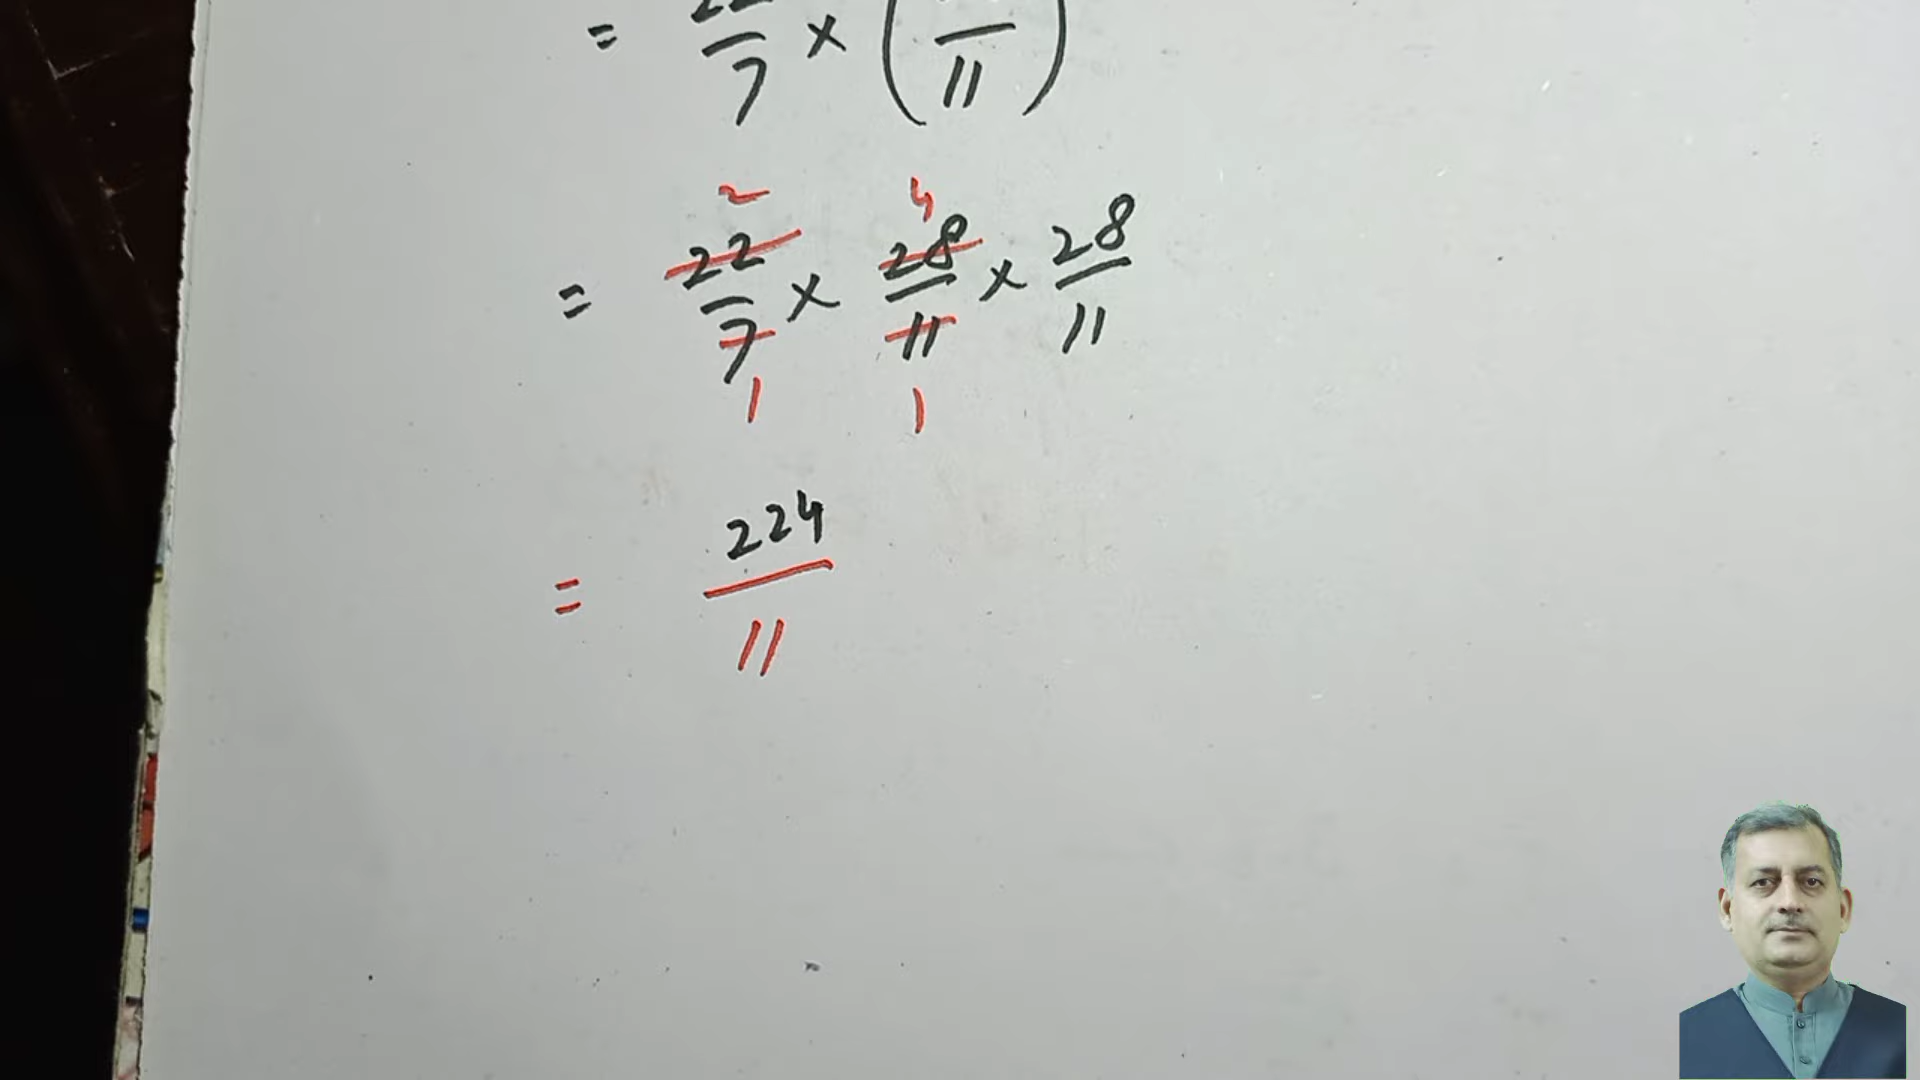 = 22/7 × ( /11)
2 4
= 22/7 × 28/11 × 28/11
1 1
= 224/11